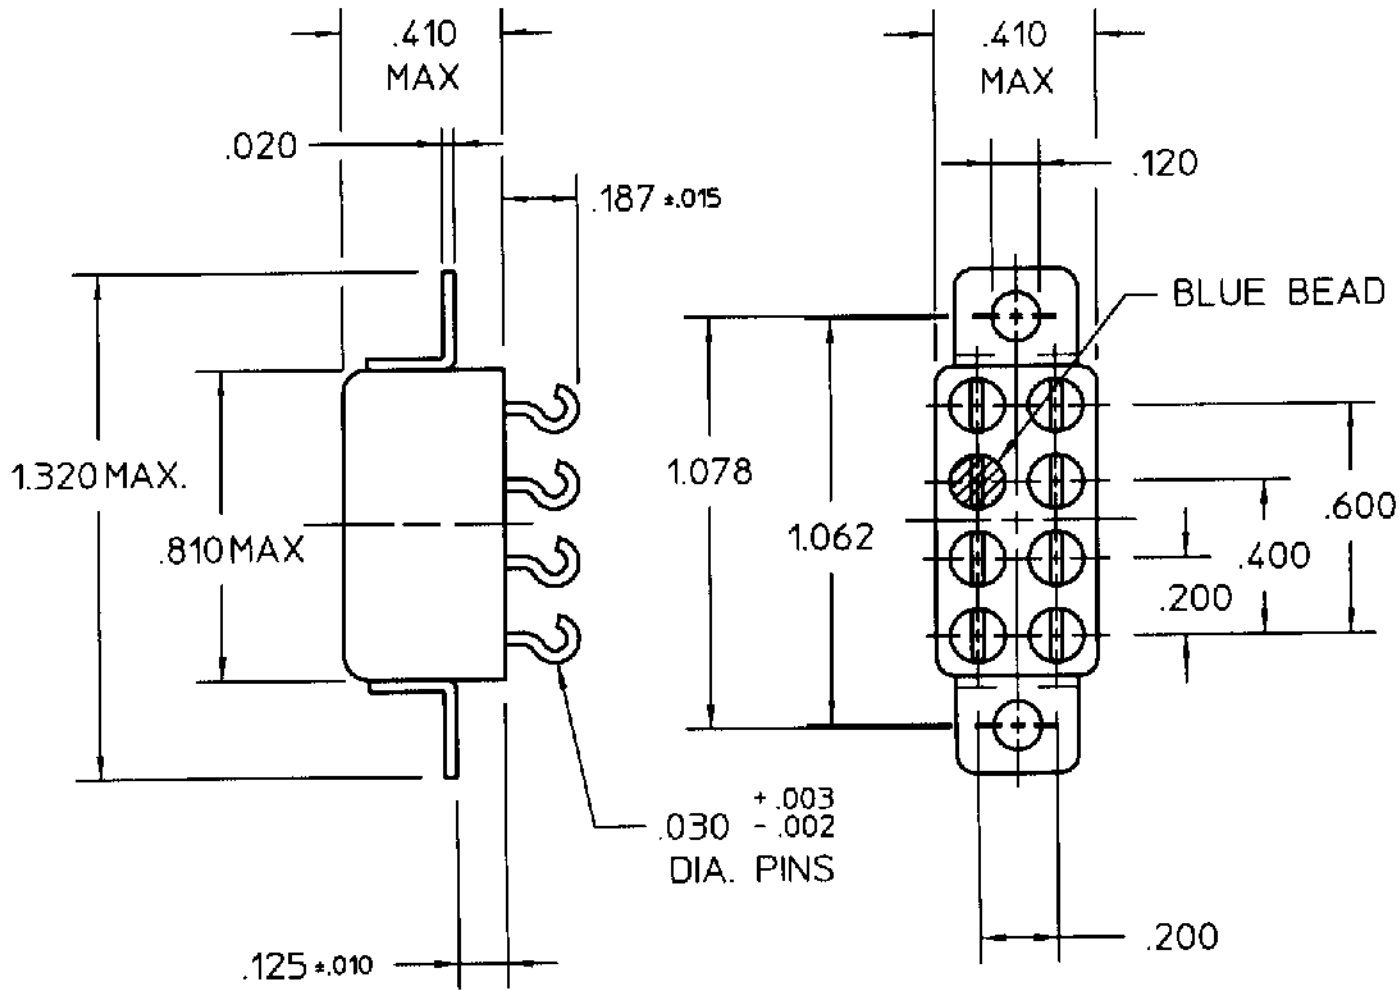 .410
MAX
.410
MAX
.020
.120
.187 ±.015
BLUE BEAD
1.320 MAX.
1.078
.600
.810 MAX
1.062
.400
.200
+ .003
.030 - .002
DIA. PINS
.200
.125 ±.010